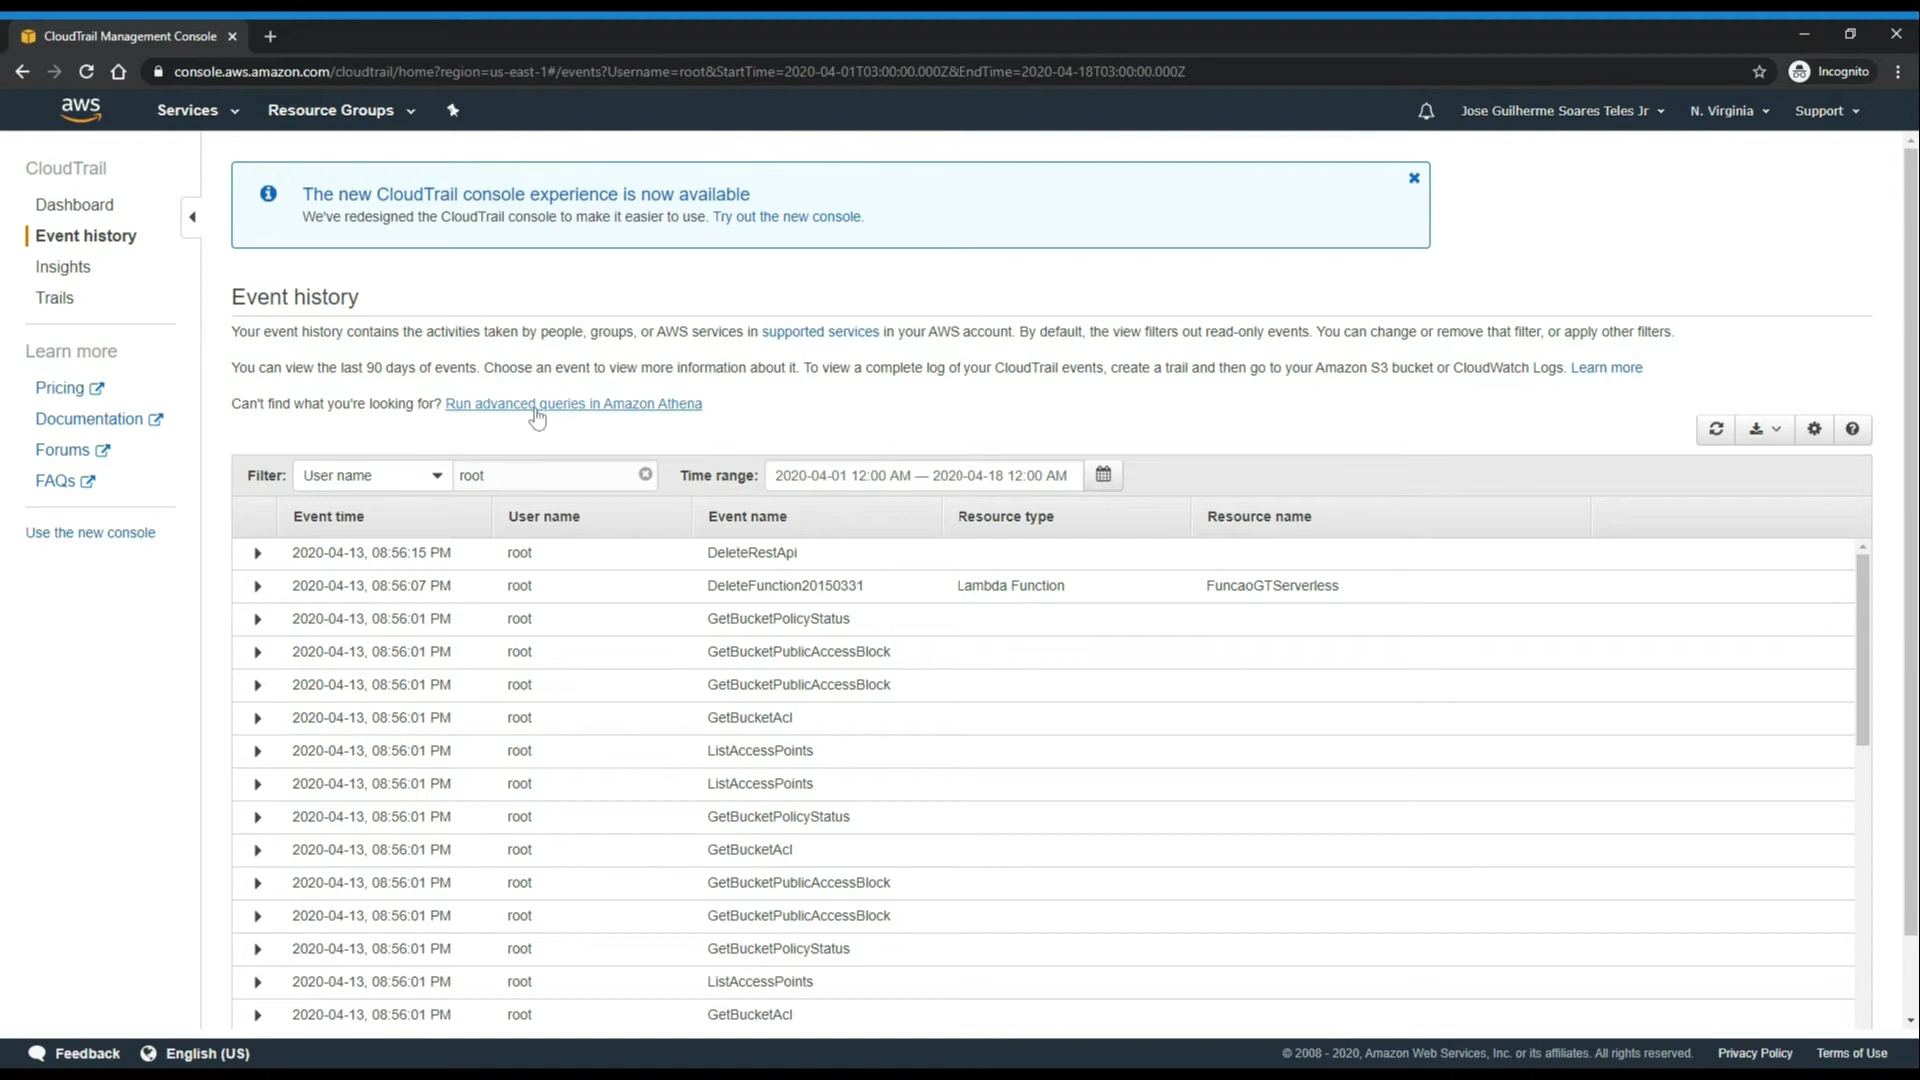 CloudTrail Management Console
console.aws.amazon.com/cloudtrail/home?region=us-east-1#/events?Username=root&StartTime=2020-04-01T03:00:00.000Z&EndTime=2020-04-18T03:00:00.000Z
Incognito
aws
Services
Resource Groups
Jose Guilherme Soares Teles Jr
N. Virginia
Support
CloudTrail
Dashboard
Event history
Insights
Trails
Learn more
Pricing
Documentation
Forums
FAQs
Use the new console
The new CloudTrail console experience is now available
We've redesigned the CloudTrail console to make it easier to use. Try out the new console.
Event history
Your event history contains the activities taken by people, groups, or AWS services in supported services in your AWS account. By default, the view filters out read-only events. You can change or remove that filter, or apply other filters.
You can view the last 90 days of events. Choose an event to view more information about it. To view a complete log of your CloudTrail events, create a trail and then go to your Amazon S3 bucket or CloudWatch Logs. Learn more
Can't find what you're looking for? Run advanced queries in Amazon Athena
Filter: User name root Time range: 2020-04-01 12:00 AM — 2020-04-18 12:00 AM
Event time User name Event name Resource type Resource name
2020-04-13, 08:56:15 PM root DeleteRestApi
2020-04-13, 08:56:07 PM root DeleteFunction20150331 Lambda Function FuncaoGTServerless
2020-04-13, 08:56:01 PM root GetBucketPolicyStatus
2020-04-13, 08:56:01 PM root GetBucketPublicAccessBlock
2020-04-13, 08:56:01 PM root GetBucketPublicAccessBlock
2020-04-13, 08:56:01 PM root GetBucketAcl
2020-04-13, 08:56:01 PM root ListAccessPoints
2020-04-13, 08:56:01 PM root ListAccessPoints
2020-04-13, 08:56:01 PM root GetBucketPolicyStatus
2020-04-13, 08:56:01 PM root GetBucketAcl
2020-04-13, 08:56:01 PM root GetBucketPublicAccessBlock
2020-04-13, 08:56:01 PM root GetBucketPublicAccessBlock
2020-04-13, 08:56:01 PM root GetBucketPolicyStatus
2020-04-13, 08:56:01 PM root ListAccessPoints
2020-04-13, 08:56:01 PM root GetBucketAcl
Feedback
English (US)
© 2008 - 2020, Amazon Web Services, Inc. or its affiliates. All rights reserved.
Privacy Policy
Terms of Use